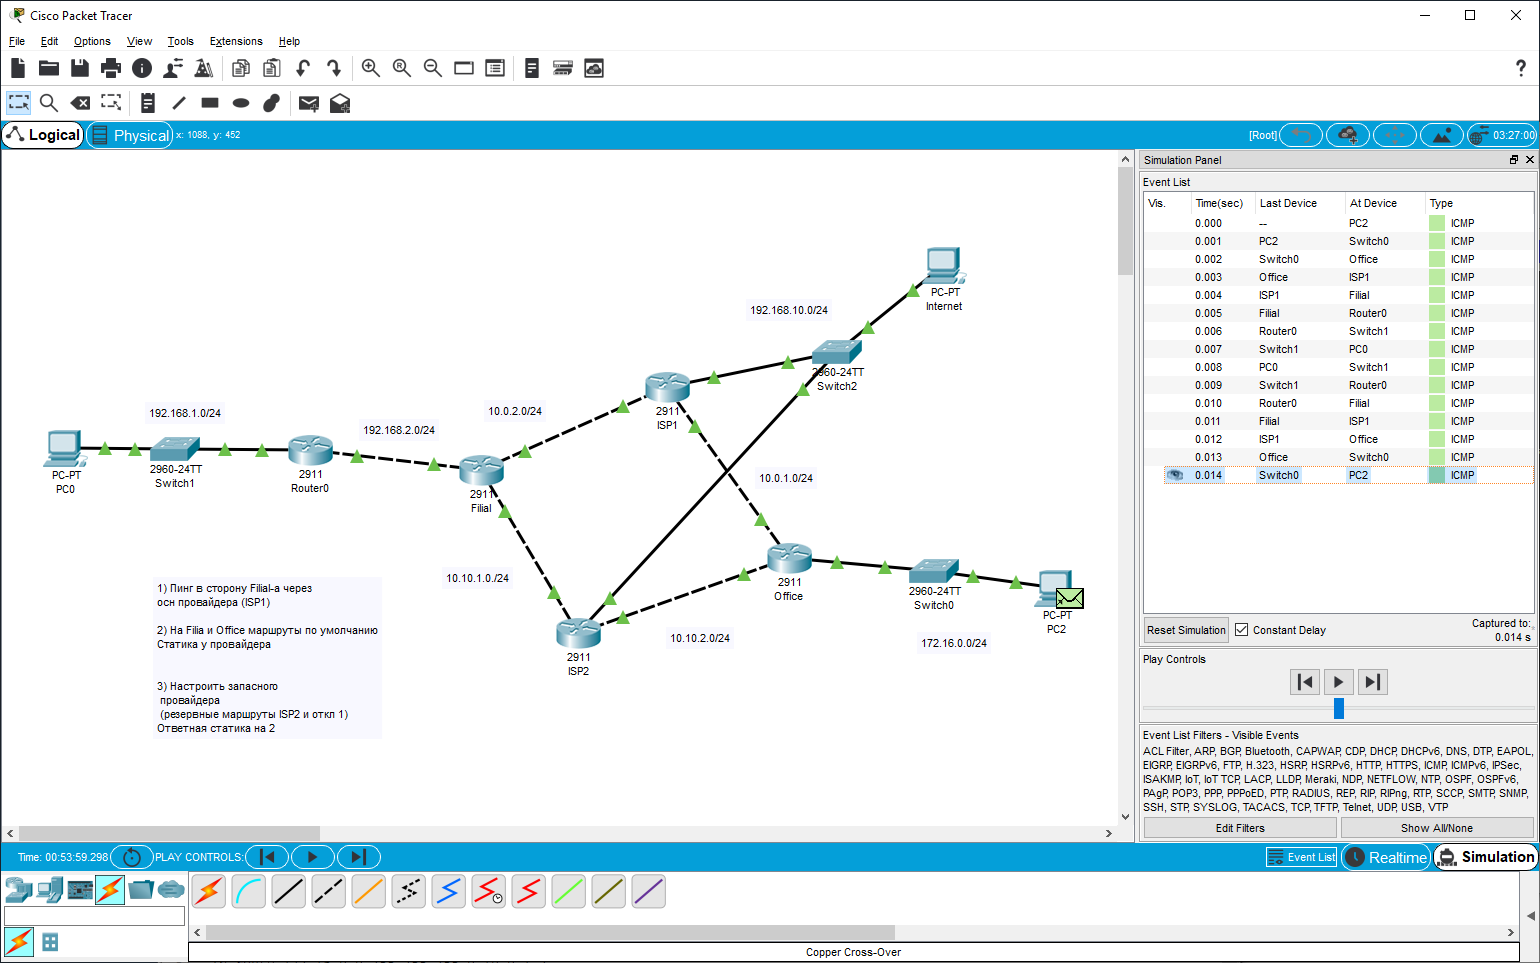 Cisco Packet Tracer
File Edit Options View Tools Extensions Help
?
Logical Physical x: 1088, y: 452 [Root] 03:27:00
Simulation Panel
Event List
Vis. Time(sec) Last Device At Device Type
0.000 -- PC2 ICMP
0.001 PC2 Switch0 ICMP
0.002 Switch0 Office ICMP
0.003 Office ISP1 ICMP
0.004 ISP1 Filial ICMP
0.005 Filial Router0 ICMP
0.006 Router0 Switch1 ICMP
0.007 Switch1 PC0 ICMP
0.008 PC0 Switch1 ICMP
0.009 Switch1 Router0 ICMP
0.010 Router0 Filial ICMP
0.011 Filial ISP1 ICMP
0.012 ISP1 Office ICMP
0.013 Office Switch0 ICMP
0.014 Switch0 PC2 ICMP
Reset Simulation Constant Delay Captured to:
0.014 s
Play Controls
Event List Filters - Visible Events
ACL Filter, ARP, BGP, Bluetooth, CAPWAP, CDP, DHCP, DHCPv6, DNS, DTP, EAPOL,
EIGRP, EIGRPv6, FTP, H.323, HSRP, HSRPv6, HTTP, HTTPS, ICMP, ICMPv6, IPSec,
ISAKMP, IoT, IoT TCP, LACP, LLDP, Meraki, NDP, NETFLOW, NTP, OSPF, OSPFv6,
PAgP, POP3, PPP, PPPoED, PTP, RADIUS, REP, RIP, RIPng, RTP, SCCP, SMTP, SNMP,
SSH, STP, SYSLOG, TACACS, TCP, TFTP, Telnet, UDP, USB, VTP
Edit Filters Show All/None
PC-PT
Internet
192.168.10.0/24
2960-24TT
Switch2
2911
ISP1
10.0.2.0/24
192.168.1.0/24
192.168.2.0/24
PC-PT
PC0
2960-24TT
Switch1
2911
Router0
2911
Filial
10.0.1.0/24
10.10.1.0./24
2911
Office
2960-24TT
Switch0
PC-PT
PC2
10.10.2.0/24
172.16.0.0/24
2911
ISP2
1) Пинг в сторону Filial-а через
осн провайдера (ISP1)
2) На Filia и Office маршруты по умолчанию
Статика у провайдера
3) Настроить запасного
провайдера
(резервные маршруты ISP2 и откл 1)
Ответная статика на 2
Time: 00:53:59.298 PLAY CONTROLS: Event List Realtime Simulation
Copper Cross-Over